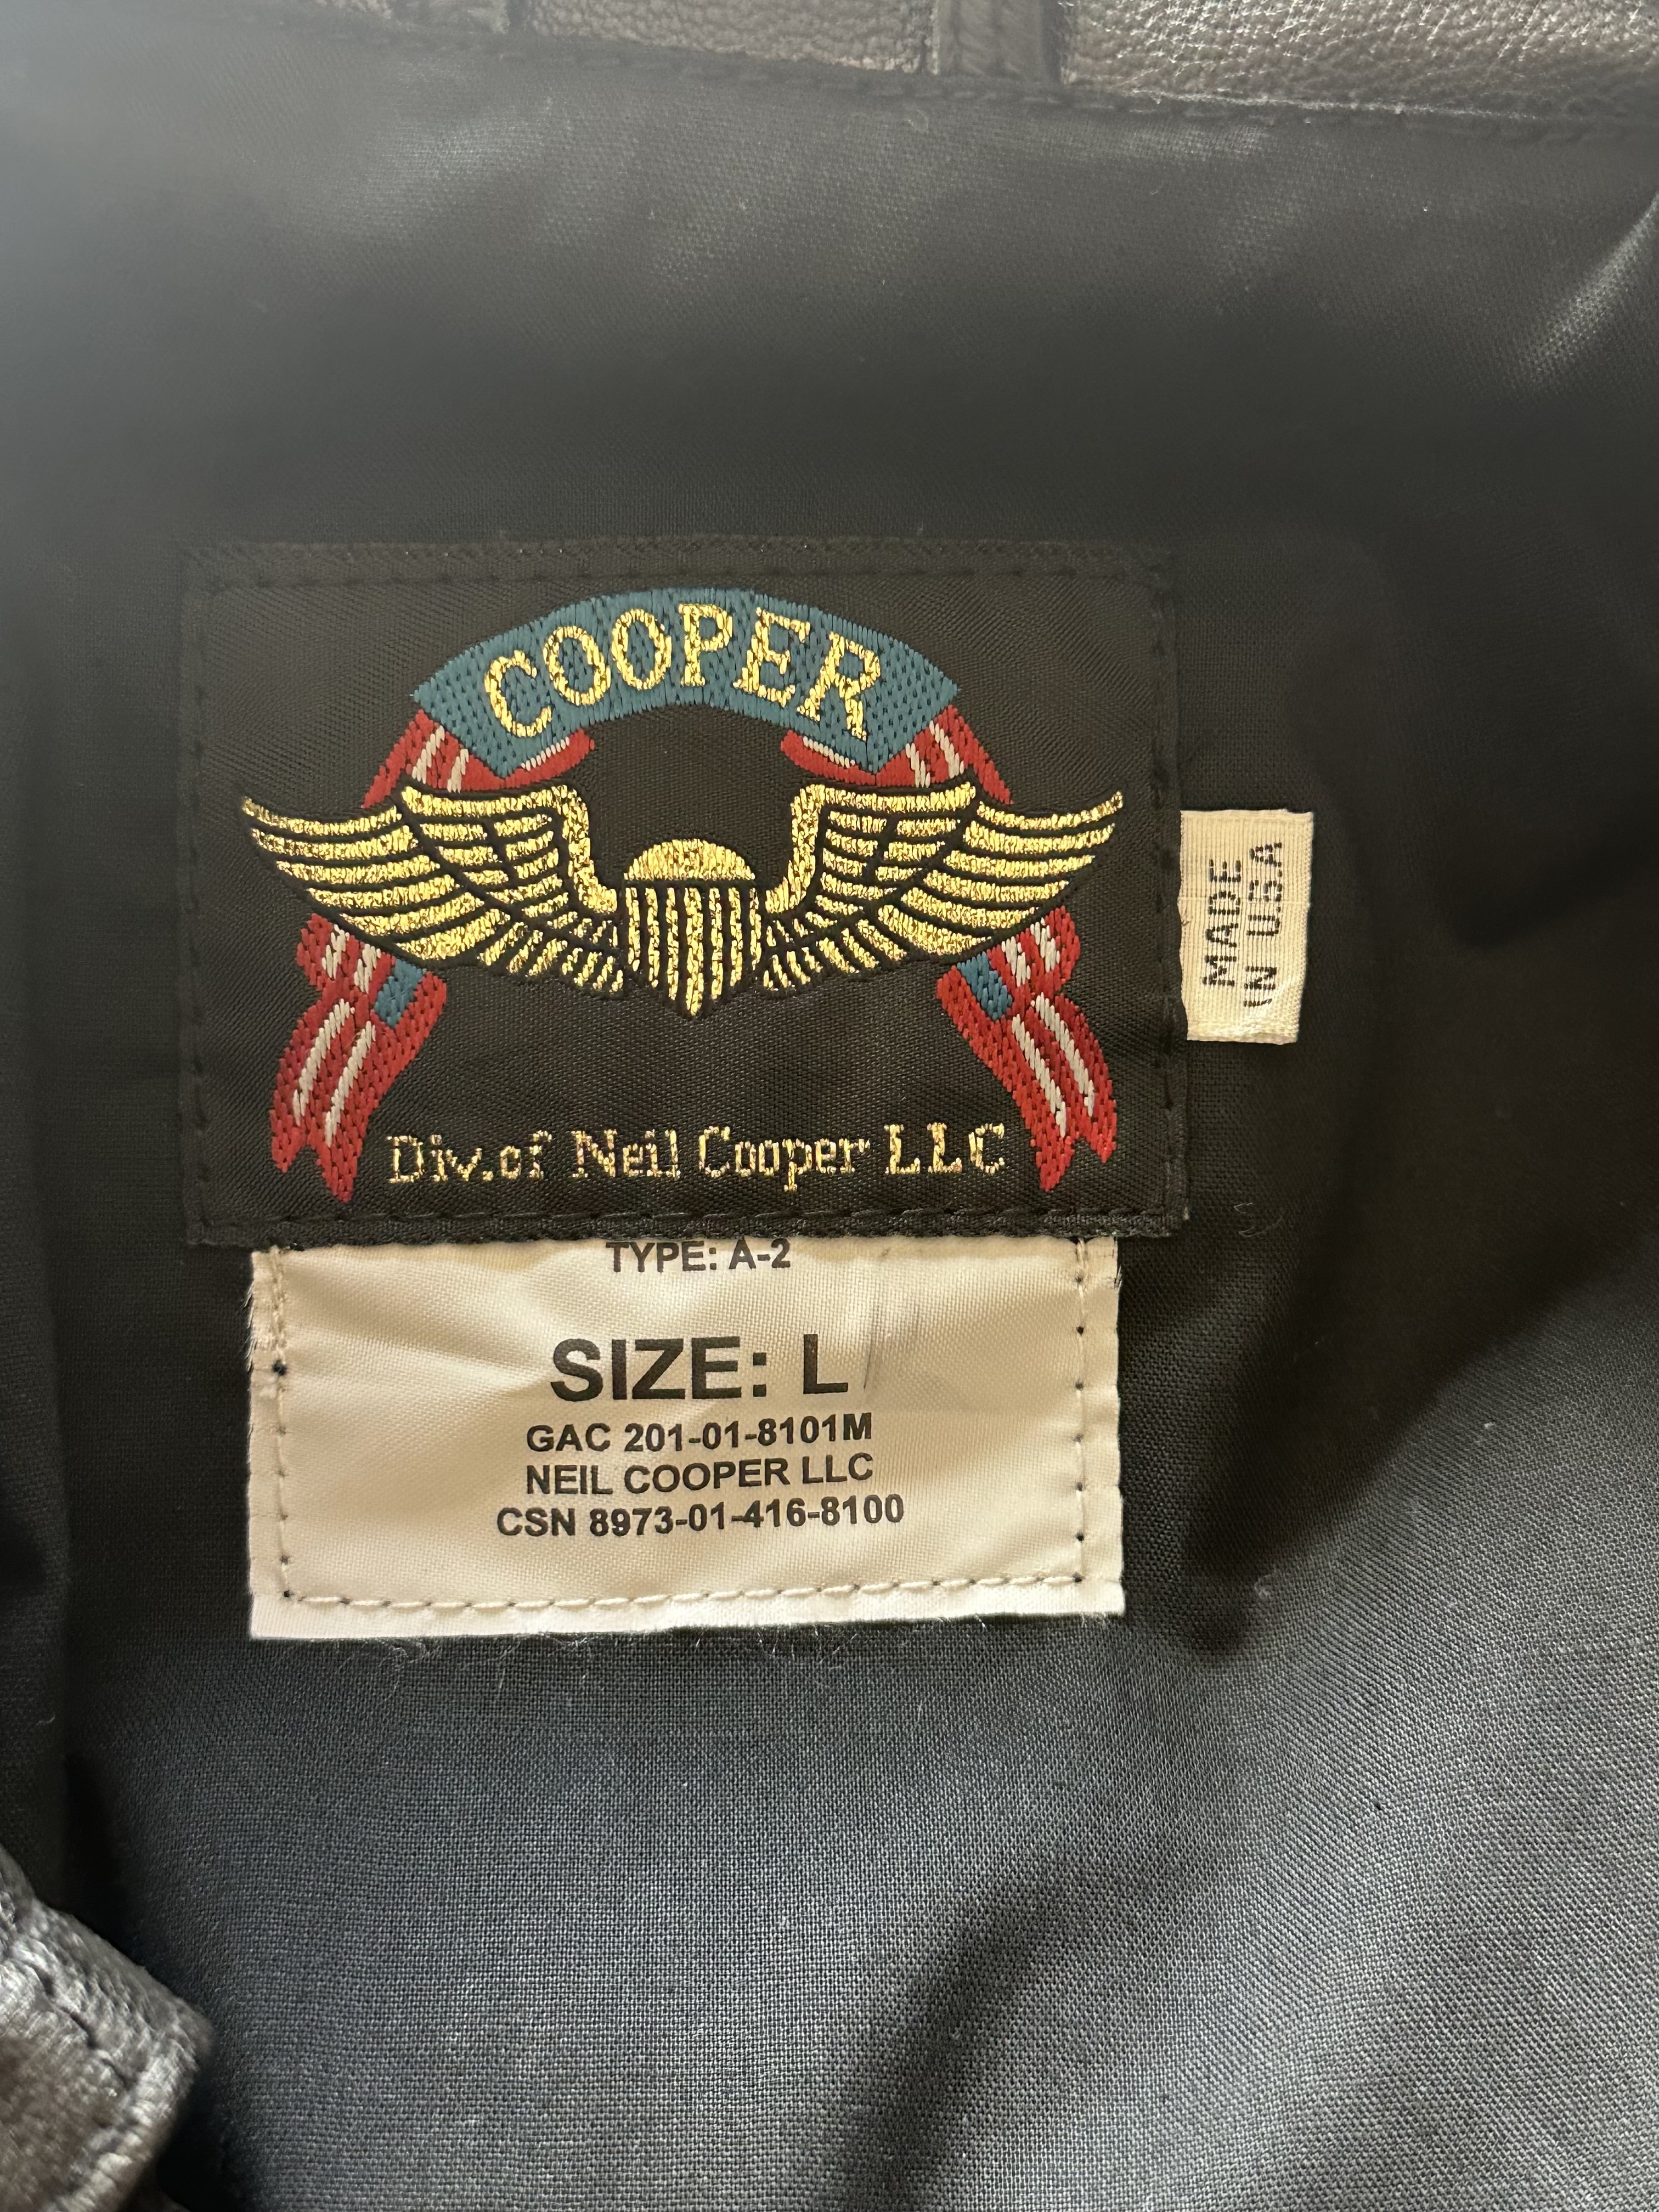 COOPER
Div.of Neil Cooper LLC
MADE
IN U.S.A
TYPE: A-2
SIZE: L
GAC 201-01-8101M
NEIL COOPER LLC
CSN 8973-01-416-8100